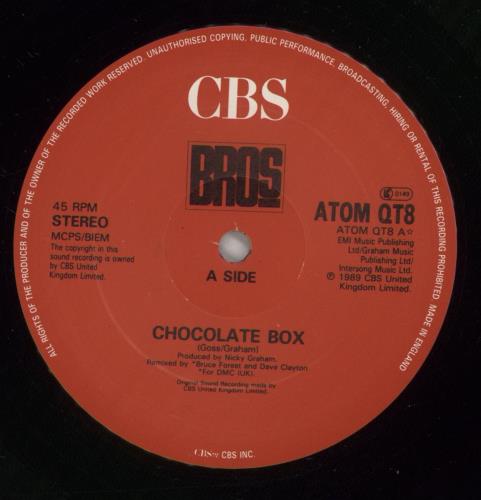 ALL RIGHTS OF THE PRODUCER AND OF THE OWNER OF THE RECORDED WORK RESERVED. UNAUTHORISED COPYING, PUBLIC PERFORMANCE, BROADCASTING, HIRING OR RENTAL OF THIS RECORDING PROHIBITED. MADE IN ENGLAND
CBS
BROS
45 RPM
STEREO
MCPS/BIEM
The copyright in this
sound recording is owned
by CBS United
Kingdom Limited.
A SIDE
LC 0149
ATOM QT8
ATOM QT8 A☆
EMI Music Publishing
Ltd/Graham Music
Publishing Ltd/
Intersong Music Ltd.
℗ 1989 CBS United
Kingdom Limited.
CHOCOLATE BOX
(Goss/Graham)
Produced by Nicky Graham.
Remixed by "Bruce Forest and Dave Clayton
"For DMC (UK).
Original Sound Recording made by
CBS United Kingdom Limited.
CBS CBS INC.